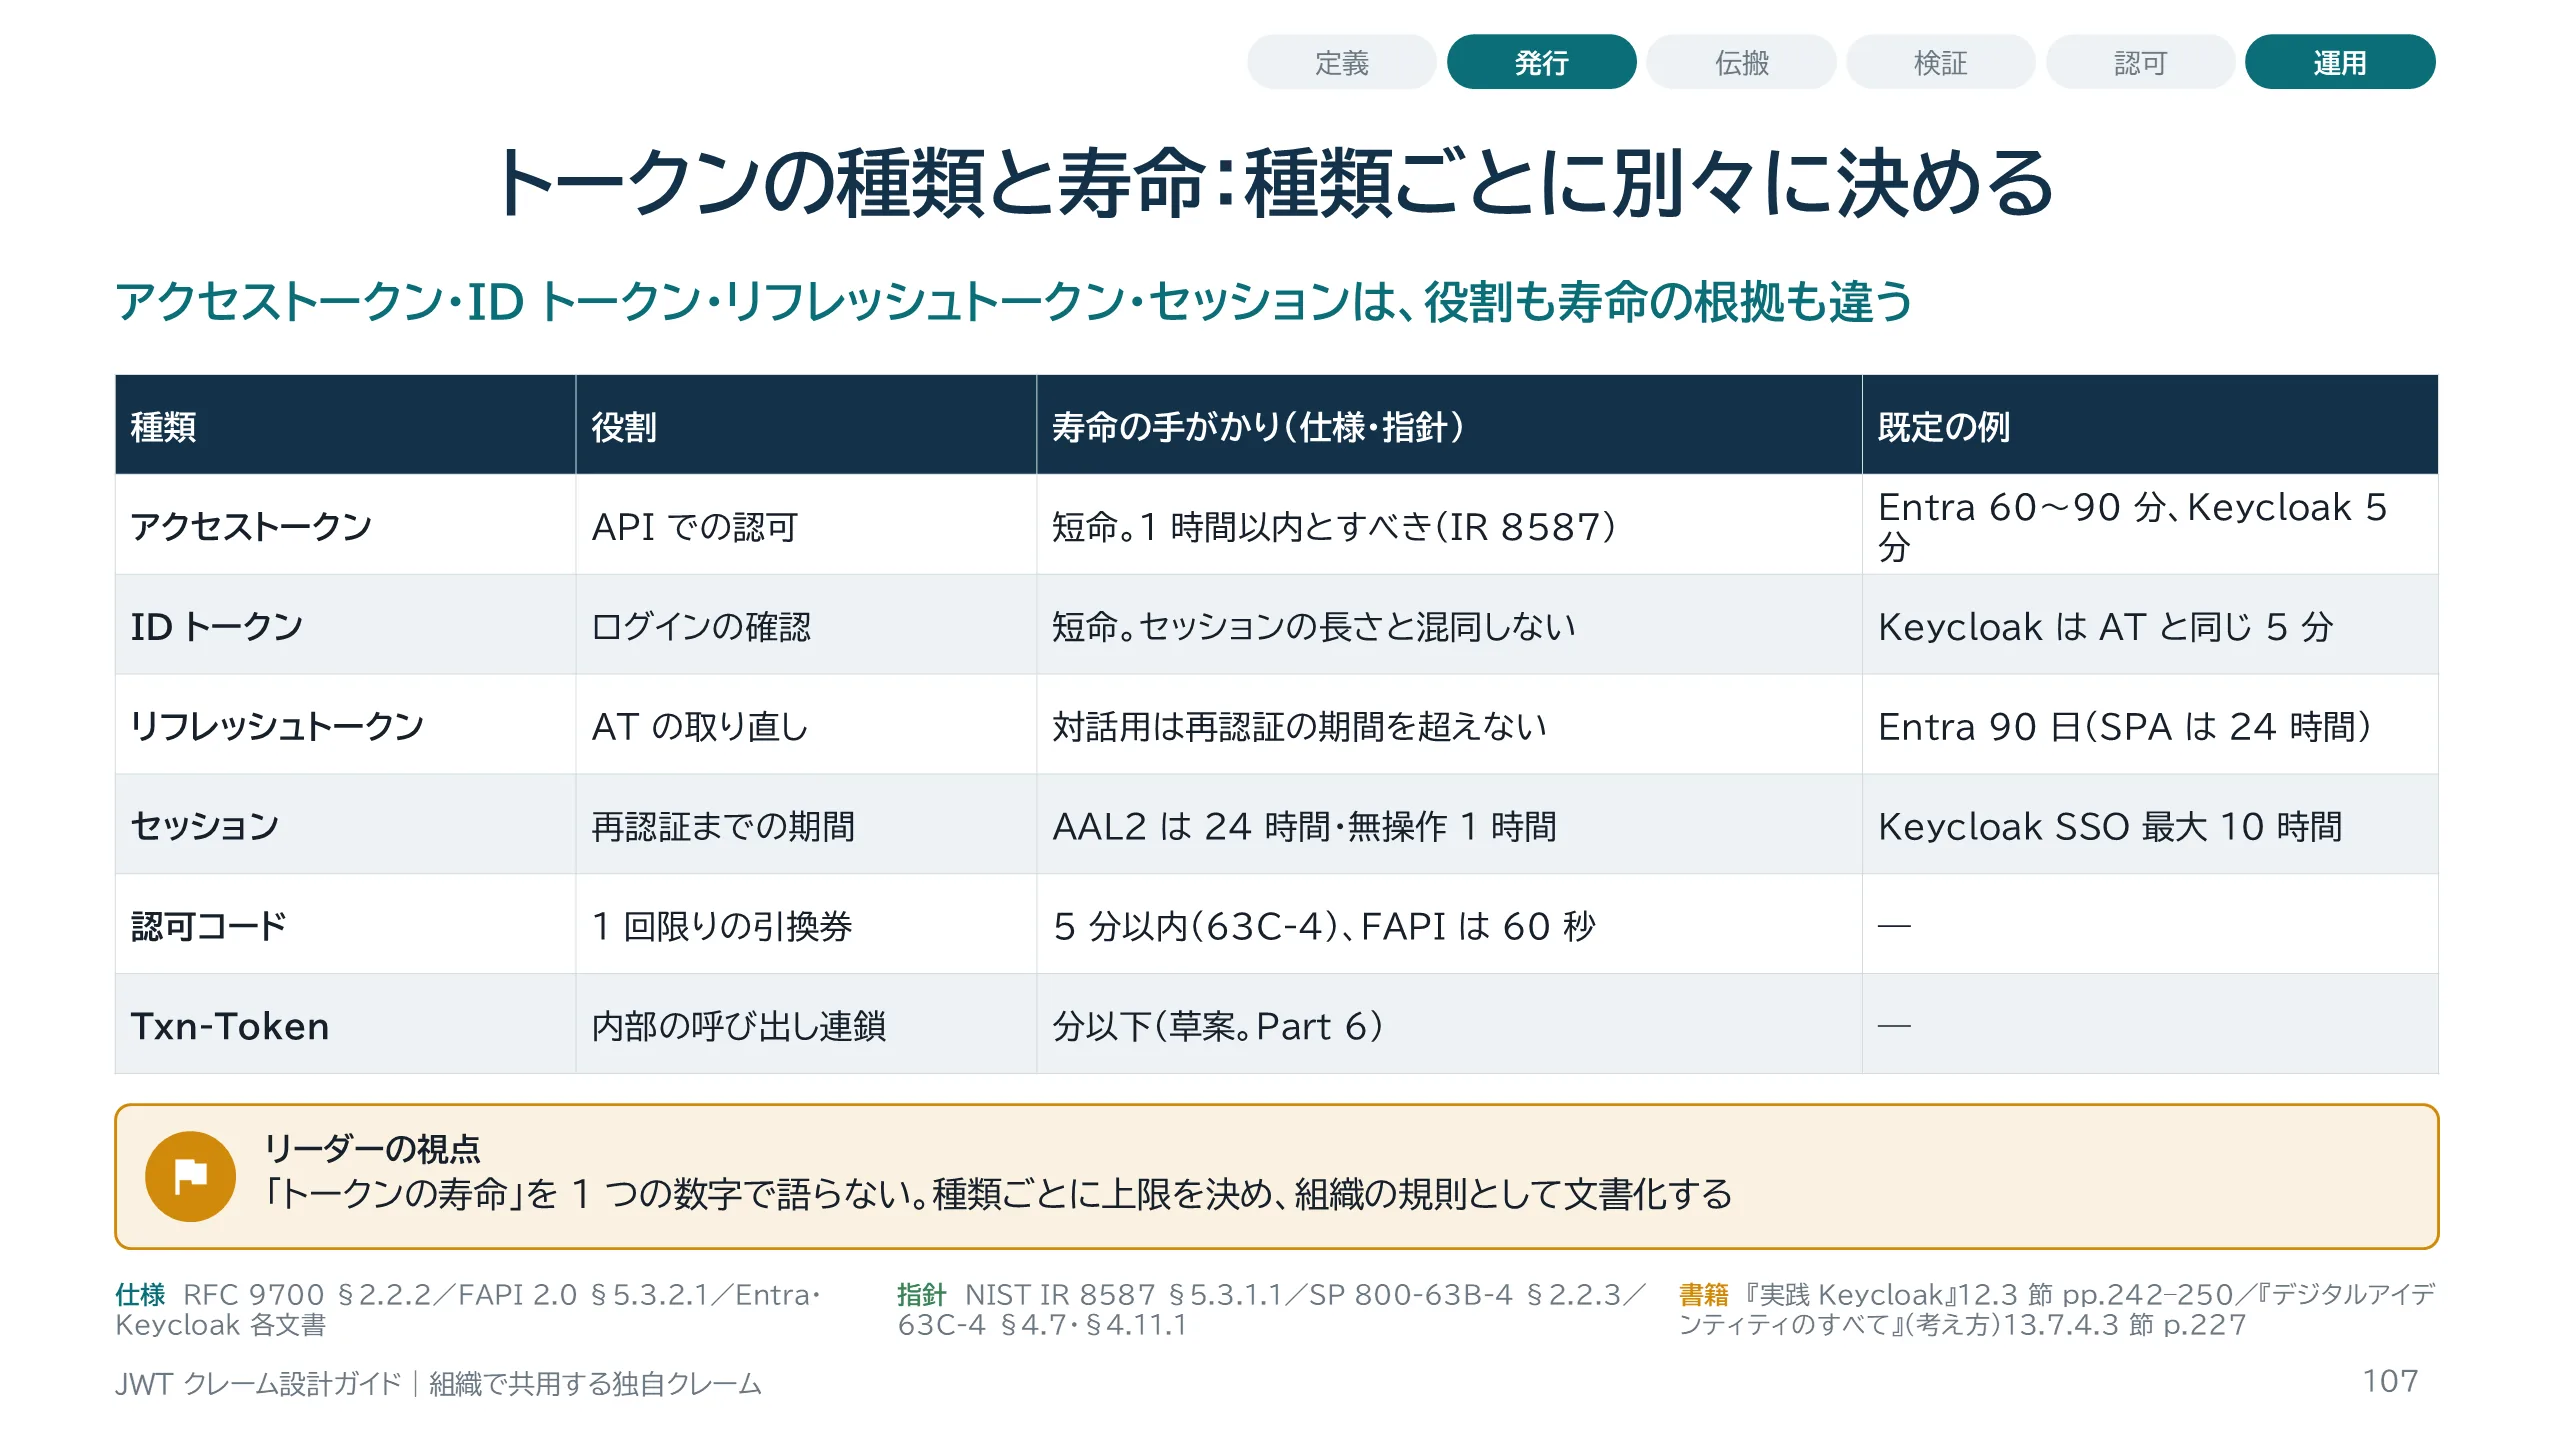 定義 発行 伝搬 検証 認可 運用
トークンの種類と寿命：種類ごとに別々に決める
アクセストークン・ID トークン・リフレッシュトークン・セッションは、役割も寿命の根拠も違う
種類 役割 寿命の手がかり（仕様・指針） 既定の例
アクセストークン API での認可 短命。1 時間以内とすべき（IR 8587） Entra 60〜90 分、Keycloak 5
分
ID トークン ログインの確認 短命。セッションの長さと混同しない Keycloak は AT と同じ 5 分
リフレッシュトークン AT の取り直し 対話用は再認証の期間を超えない Entra 90 日（SPA は 24 時間）
セッション 再認証までの期間 AAL2 は 24 時間・無操作 1 時間 Keycloak SSO 最大 10 時間
認可コード 1 回限りの引換券 5 分以内（63C-4）、FAPI は 60 秒 —
Txn-Token 内部の呼び出し連鎖 分以下（草案。Part 6） —
リーダーの視点
「トークンの寿命」を 1 つの数字で語らない。種類ごとに上限を決め、組織の規則として文書化する
仕様 RFC 9700 §2.2.2／FAPI 2.0 §5.3.2.1／Entra・
Keycloak 各文書
指針 NIST IR 8587 §5.3.1.1／SP 800-63B-4 §2.2.3／
63C-4 §4.7・§4.11.1
書籍 『実践 Keycloak』12.3 節 pp.242–250／『デジタルアイデ
ンティティのすべて』（考え方）13.7.4.3 節 p.227
JWT クレーム設計ガイド｜組織で共用する独自クレーム
107